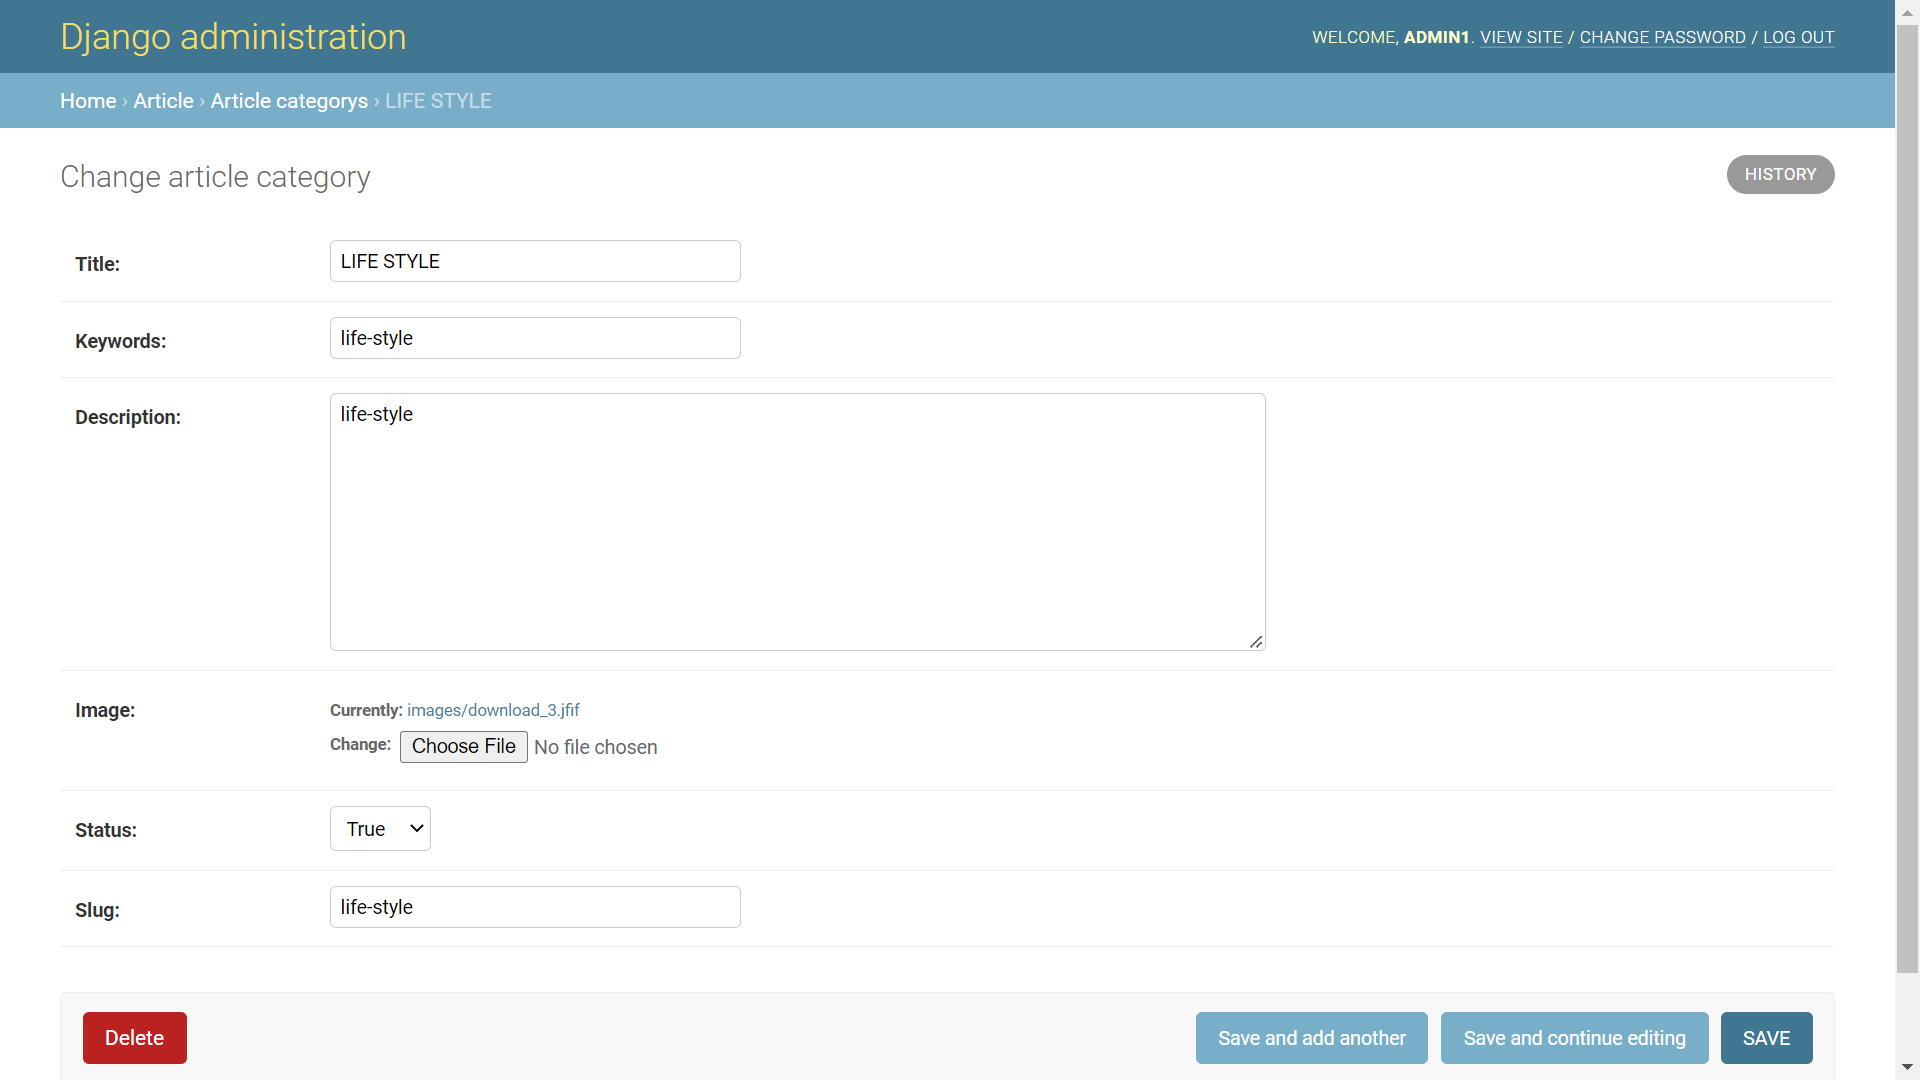 Django administration
WELCOME, ADMIN1. VIEW SITE / CHANGE PASSWORD / LOG OUT
Home › Article › Article categorys › LIFE STYLE
Change article category
HISTORY
Title:
LIFE STYLE
Keywords:
life-style
Description:
life-style
Image:
Currently: images/download_3.jfif
Change: Choose File No file chosen
Status:
True
Slug:
life-style
Delete
Save and add another
Save and continue editing
SAVE